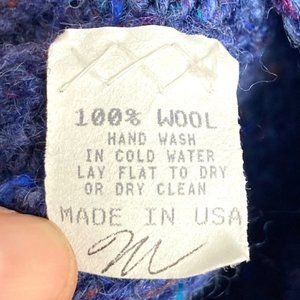 100% WOOL
HAND WASH
IN COLD WATER
LAY FLAT TO DRY
OR DRY CLEAN
MADE IN USA
M